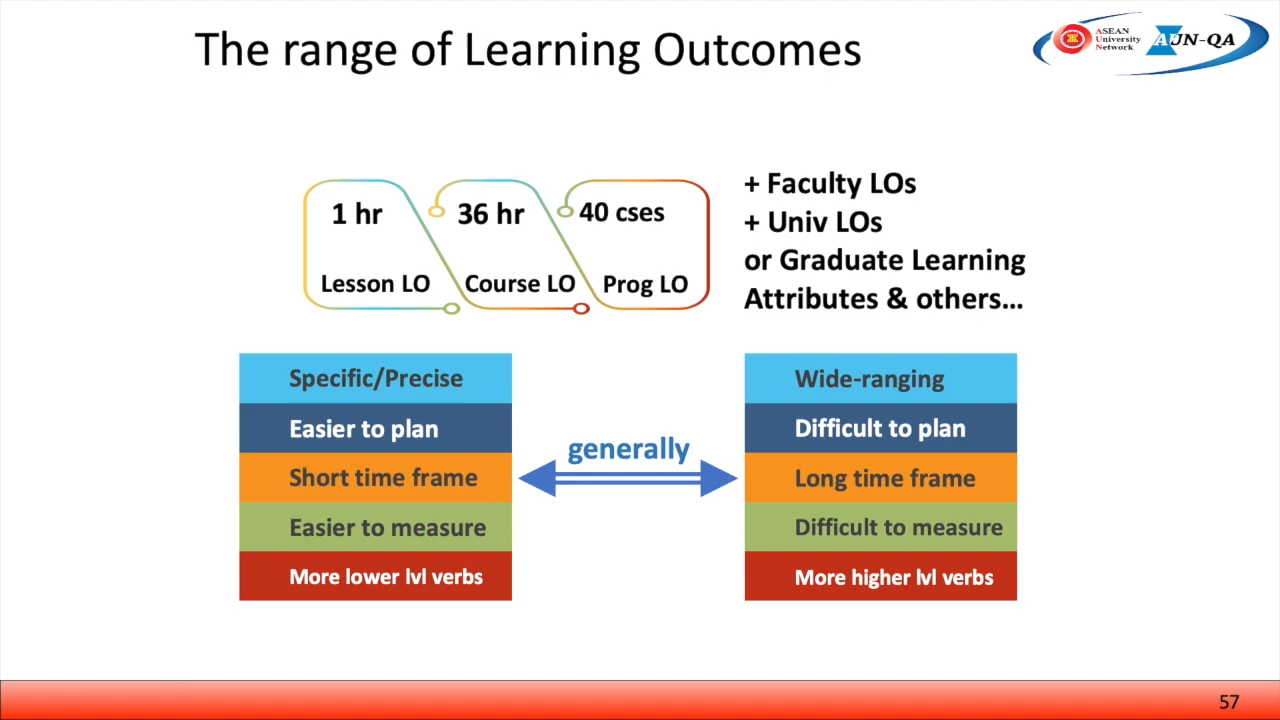 The range of Learning Outcomes
ASEAN
University
Network
AUN-QA
1 hr
36 hr
40 cses
Lesson LO
Course LO
Prog LO
+ Faculty LOs
+ Univ LOs
or Graduate Learning
Attributes & others...
Specific/Precise
Easier to plan
Short time frame
Easier to measure
More lower lvl verbs
generally
Wide-ranging
Difficult to plan
Long time frame
Difficult to measure
More higher lvl verbs
57